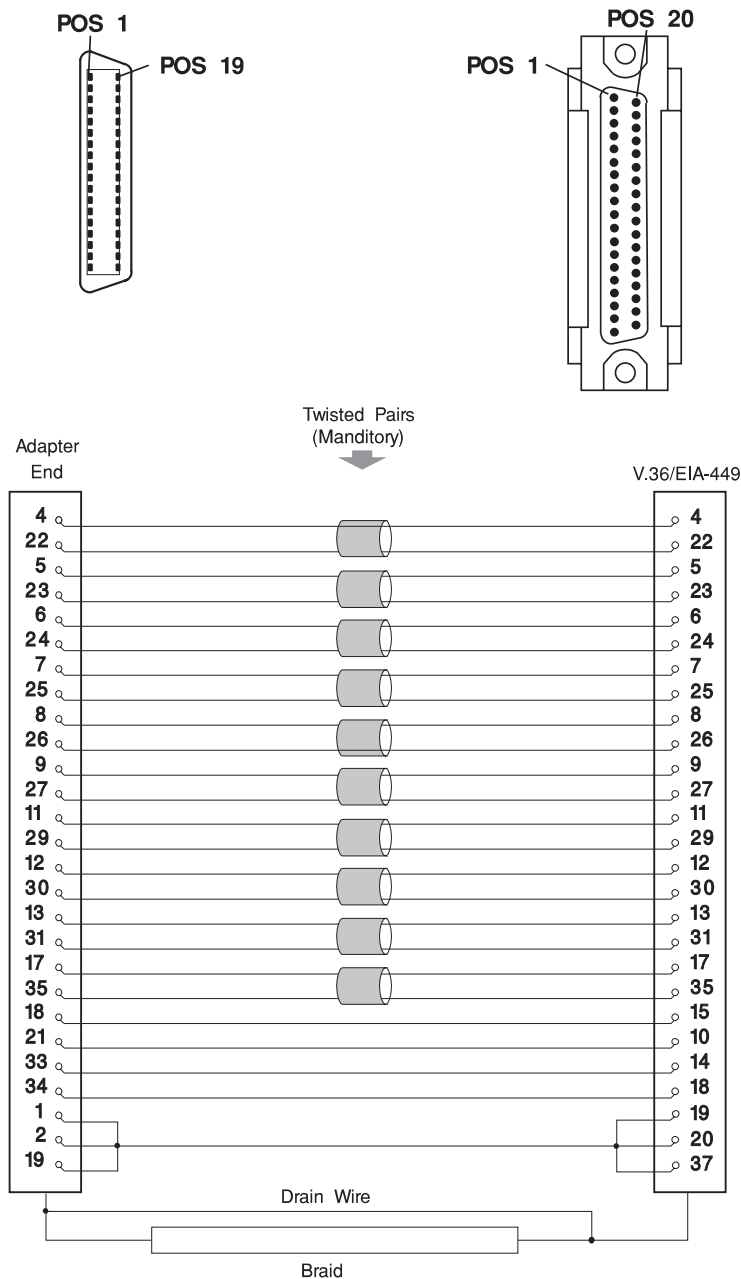 POS 1
POS 19
POS 20
POS 1
Twisted Pairs
(Manditory)
Adapter
End
V.36/EIA-449
4 4
22 22
5 5
23 23
6 6
24 24
7 7
25 25
8 8
26 26
9 9
27 27
11 11
29 29
12 12
30 30
13 13
31 31
17 17
35 35
18 15
21 10
33 14
34 18
1 19
2 20
19 37
Drain Wire
Braid